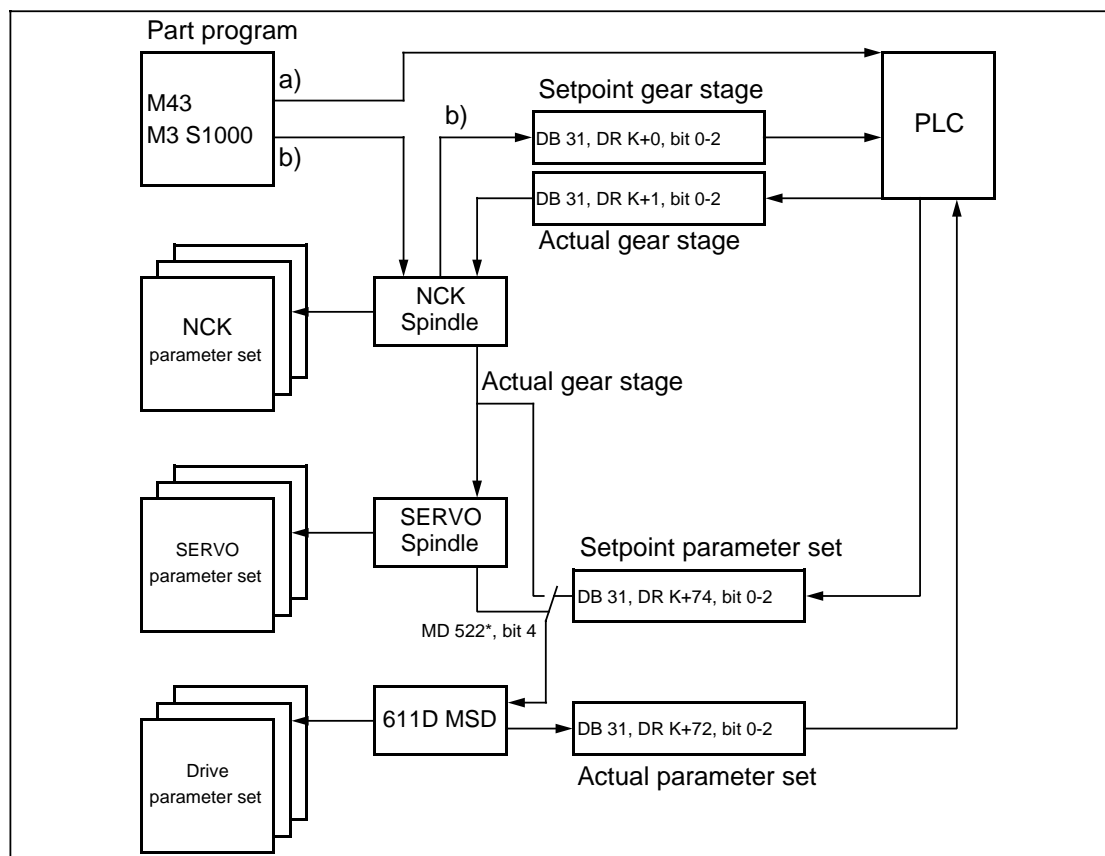 Part program
M43
M3 S1000
a)
b)
b)
Setpoint gear stage
DB 31, DR K+0, bit 0-2
DB 31, DR K+1, bit 0-2
Actual gear stage
PLC
NCK
parameter set
NCK
Spindle
Actual gear stage
SERVO
parameter set
SERVO
Spindle
Setpoint parameter set
DB 31, DR K+74, bit 0-2
MD 522*, bit 4
Drive
parameter set
611D MSD
DB 31, DR K+72, bit 0-2
Actual parameter set